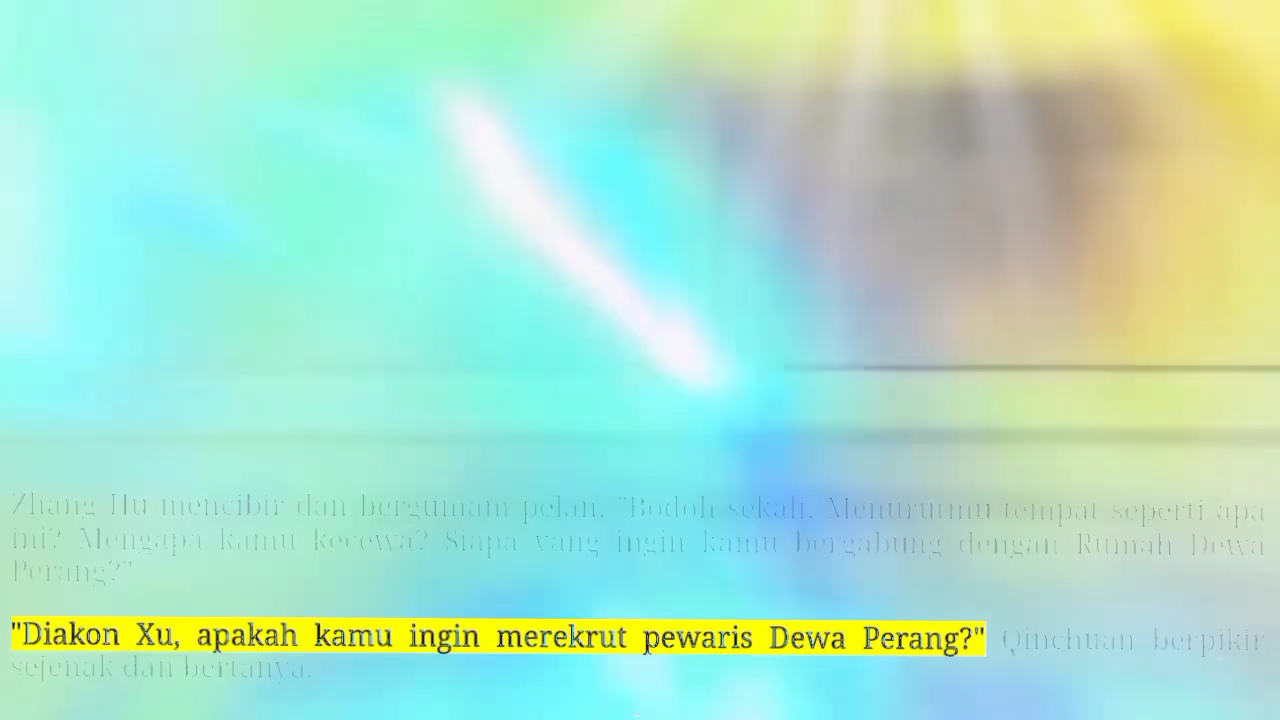 Zhang Hu mencibir dan bergumam pelan, "Bodoh sekali. Menurutmu tempat seperti apa
ini? Mengapa kamu kecewa? Siapa yang ingin kamu bergabung dengan Rumah Dewa
Perang?"
"Diakon Xu, apakah kamu ingin merekrut pewaris Dewa Perang?" Qinchuan berpikir
sejenak dan bertanya.